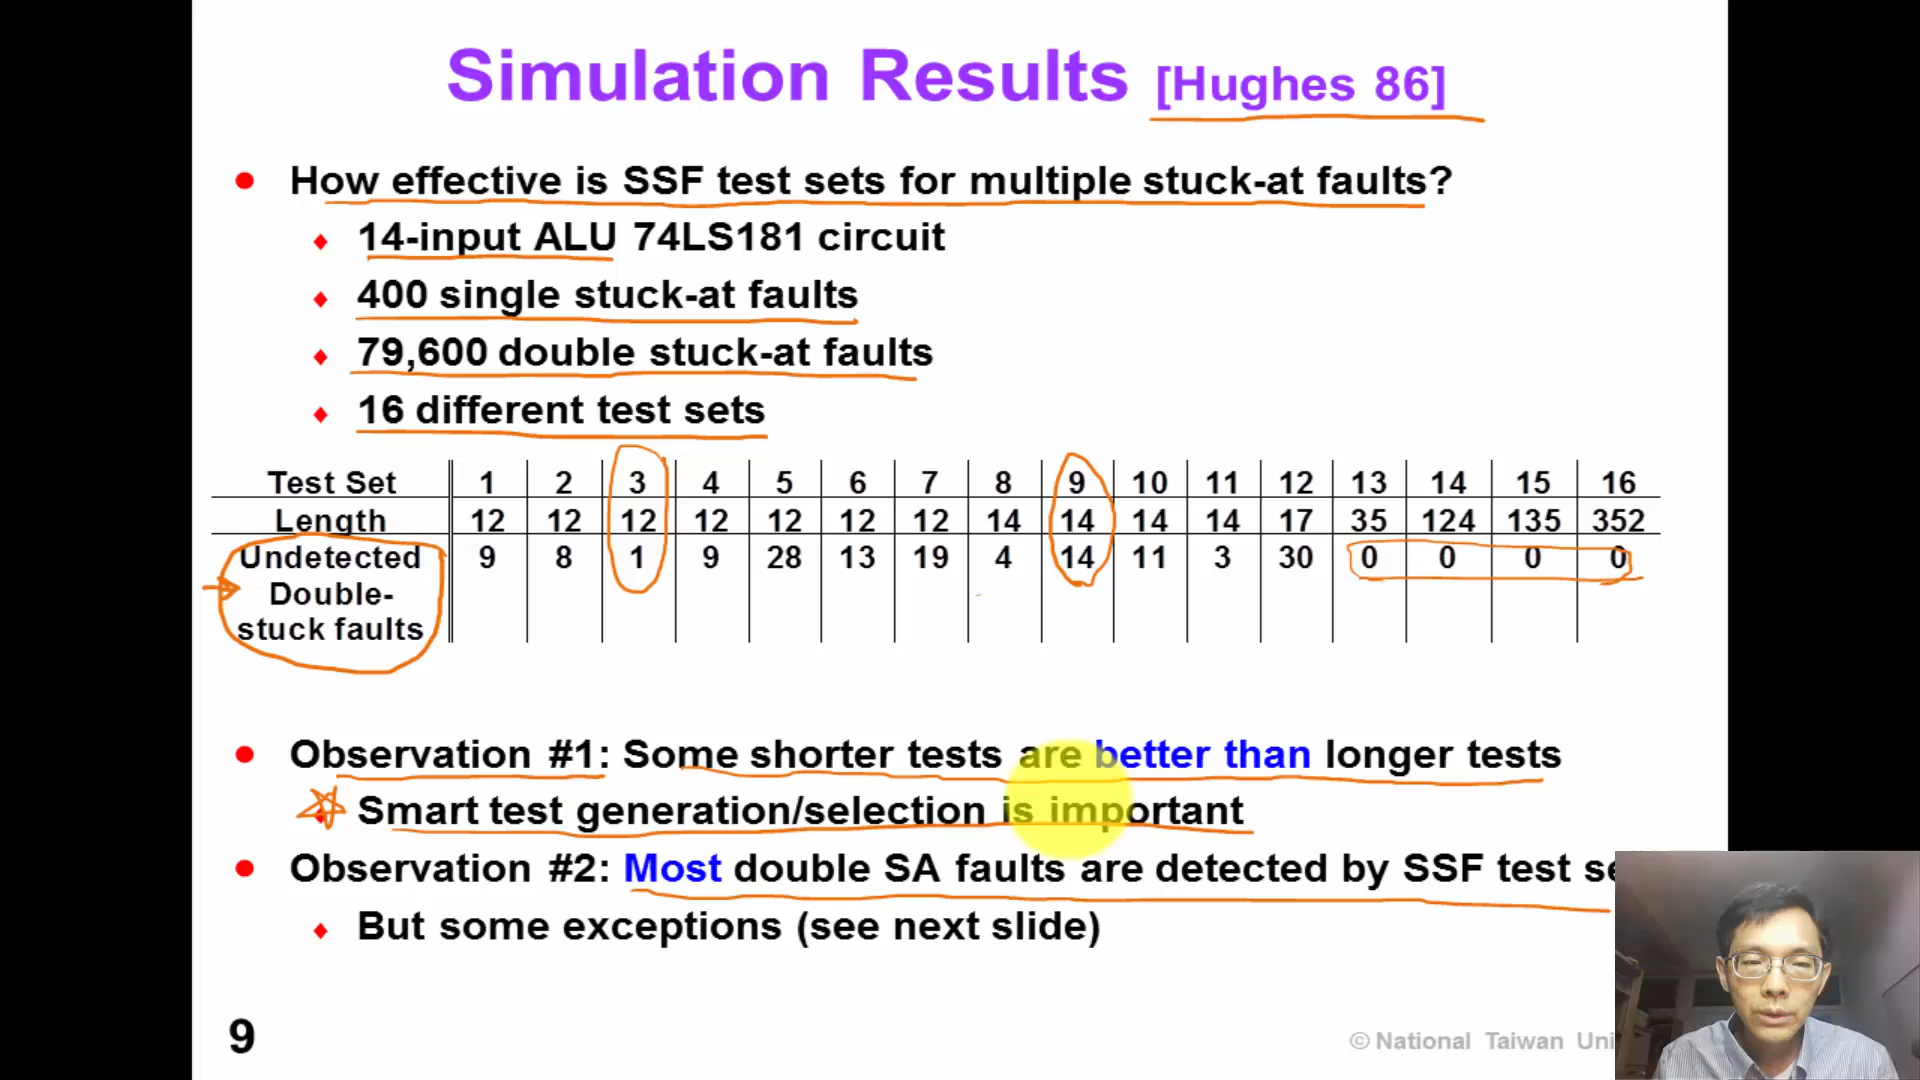 Simulation Results [Hughes 86]
● How effective is SSF test sets for multiple stuck-at faults?
♦ 14-input ALU 74LS181 circuit
♦ 400 single stuck-at faults
♦ 79,600 double stuck-at faults
♦ 16 different test sets
Test Set 1 2 3 4 5 6 7 8 9 10 11 12 13 14 15 16
Length 12 12 12 12 12 12 12 14 14 14 14 17 35 124 135 352
Undetected 9 8 1 9 28 13 19 4 14 11 3 30 0 0 0 0
Double-
stuck faults
● Observation #1: Some shorter tests are better than longer tests
♦ Smart test generation/selection is important
● Observation #2: Most double SA faults are detected by SSF test
♦ But some exceptions (see next slide)
9
© National Taiwan